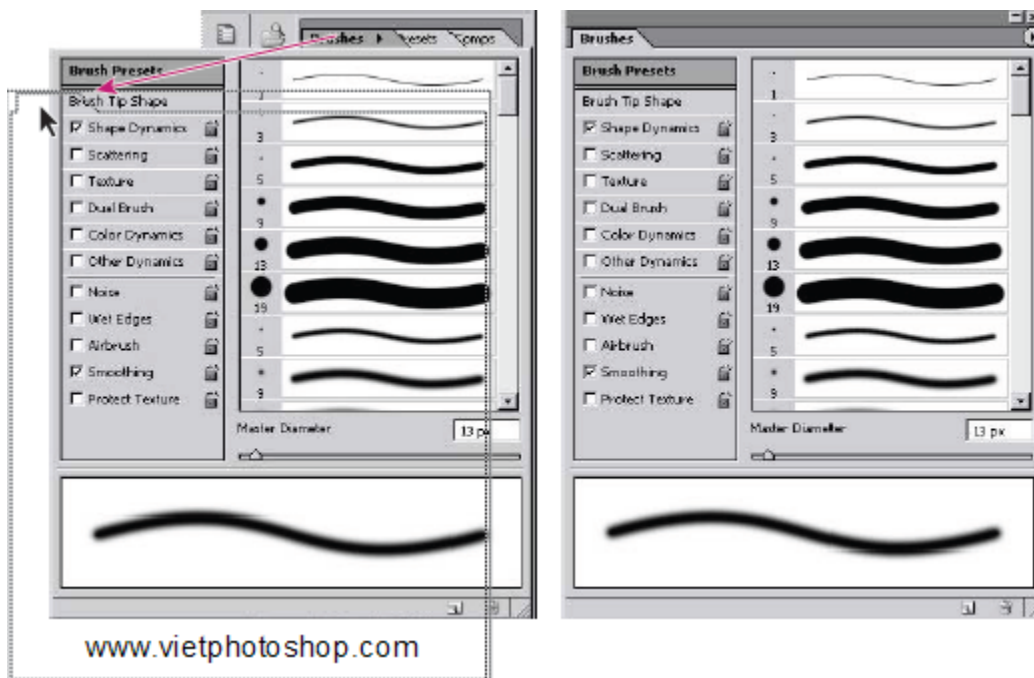 Brushes Presets Comps
Brush Presets
Brush Tip Shape
Shape Dynamics
Scattering
Texture
Dual Brush
Color Dynamics
Other Dynamics
Noise
Wet Edges
Airbrush
Smoothing
Protect Texture
1
3
5
9
13
19
5
9
Master Diameter
13 px
www.vietphotoshop.com
Brushes
Brush Presets
Brush Tip Shape
Shape Dynamics
Scattering
Texture
Dual Brush
Color Dynamics
Other Dynamics
Noise
Wet Edges
Airbrush
Smoothing
Protect Texture
1
3
5
9
13
19
5
9
Master Diameter
13 px